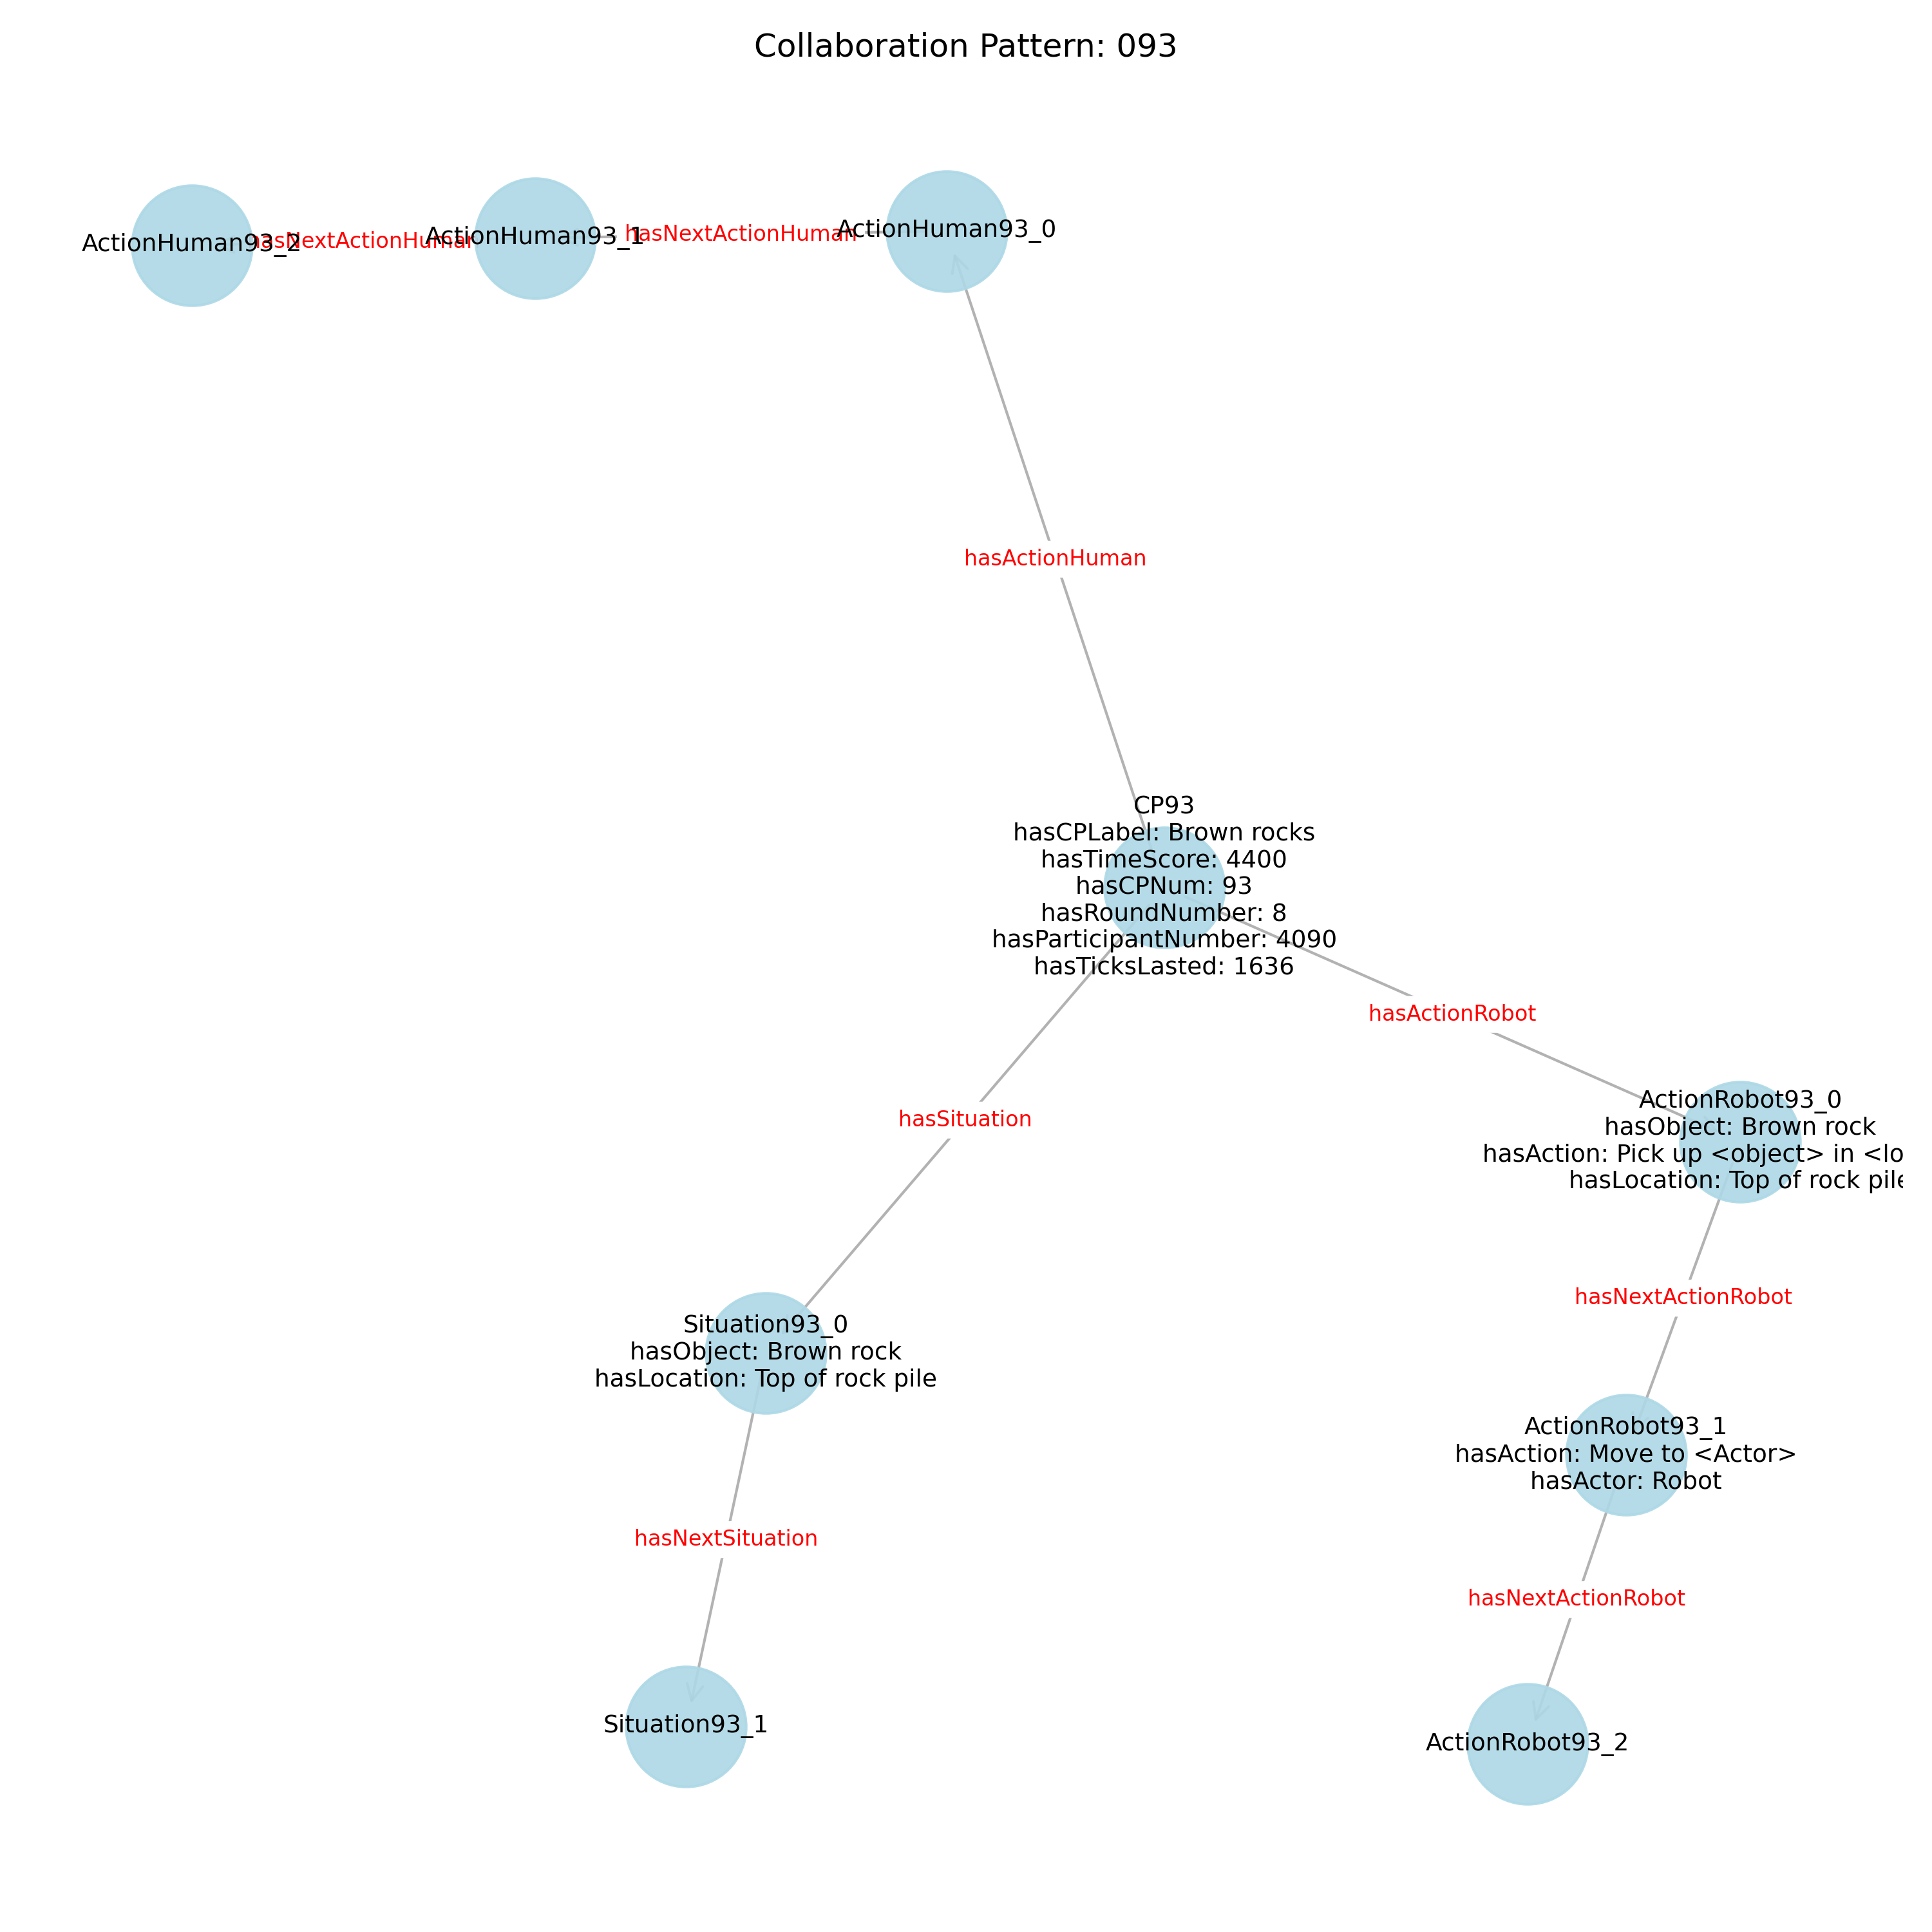 Collaboration Pattern: 093
ActionHuman93_2
hasNextActionHuman
ActionHuman93_1
hasNextActionHuman
ActionHuman93_0
hasActionHuman
CP93
hasCPLabel: Brown rocks
hasTimeScore: 4400
hasCPNum: 93
hasRoundNumber: 8
hasParticipantNumber: 4090
hasTicksLasted: 1636
hasActionRobot
hasSituation
ActionRobot93_0
hasObject: Brown rock
hasAction: Pick up <object> in <lo
hasLocation: Top of rock pile
hasNextActionRobot
Situation93_0
hasObject: Brown rock
hasLocation: Top of rock pile
ActionRobot93_1
hasAction: Move to <Actor>
hasActor: Robot
hasNextSituation
hasNextActionRobot
Situation93_1
ActionRobot93_2